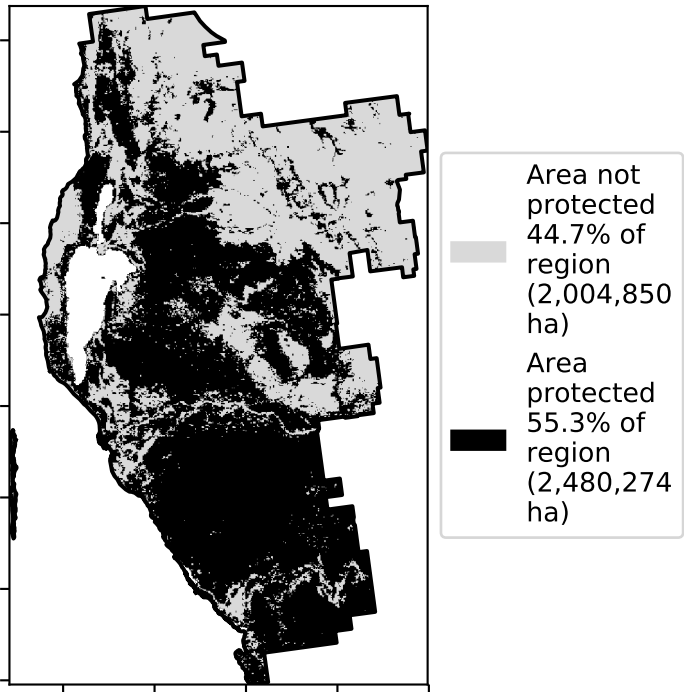 Area not
protected
44.7% of
region
(2,004,850
ha)
Area
protected
55.3% of
region
(2,480,274
ha)